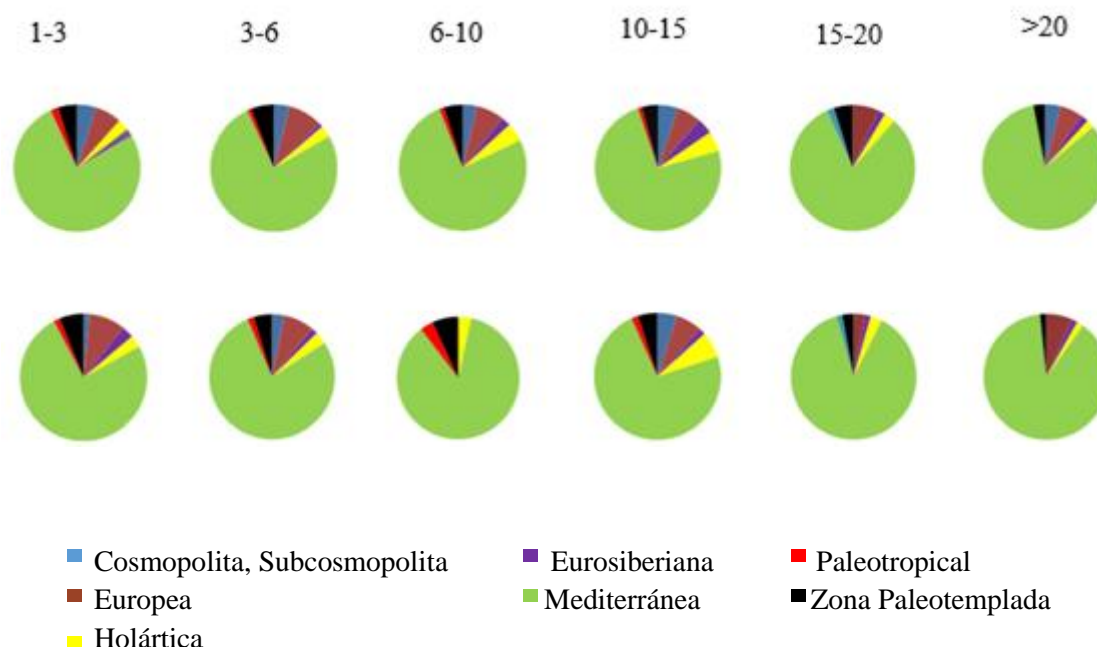 1-3 3-6 6-10 10-15 15-20 >20
Cosmopolita, Subcosmopolita Eurosiberiana Paleotropical
Europea Mediterránea Zona Paleotemplada
Holártica